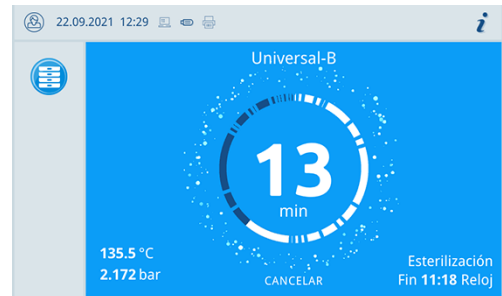 22.09.2021 12:29
i
Universal-B
13
min
135.5 °C
2.172 bar
CANCELAR
Esterilización
Fin 11:18 Reloj